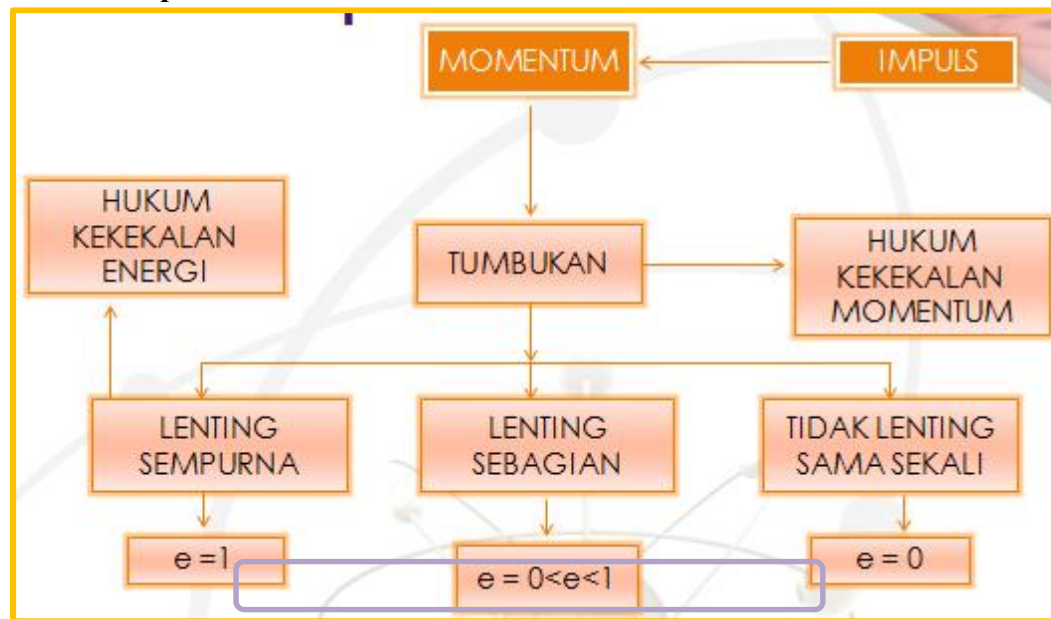 MOMENTUM
IMPULS
HUKUM
KEKEKALAN
ENERGI
TUMBUKAN
HUKUM
KEKEKALAN
MOMENTUM
LENTING
SEMPURNA
LENTING
SEBAGIAN
TIDAK LENTING
SAMA SEKALI
e =1
e = 0<e<1
e = 0